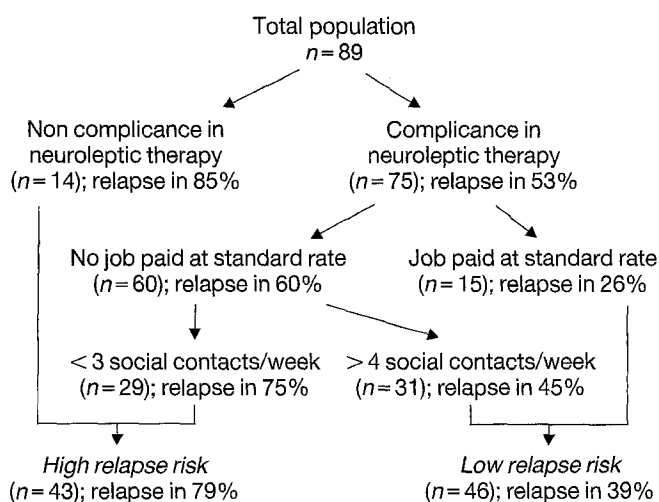 Total population
n=89
Non complicance in
neuroleptic therapy
(n=14); relapse in 85%
Complicance in
neuroleptic therapy
(n=75); relapse in 53%
No job paid at standard rate
(n=60); relapse in 60%
Job paid at standard rate
(n=15); relapse in 26%
<3 social contacts/week
(n=29); relapse in 75%
>4 social contacts/week
(n=31); relapse in 45%
High relapse risk
(n=43); relapse in 79%
Low relapse risk
(n=46); relapse in 39%